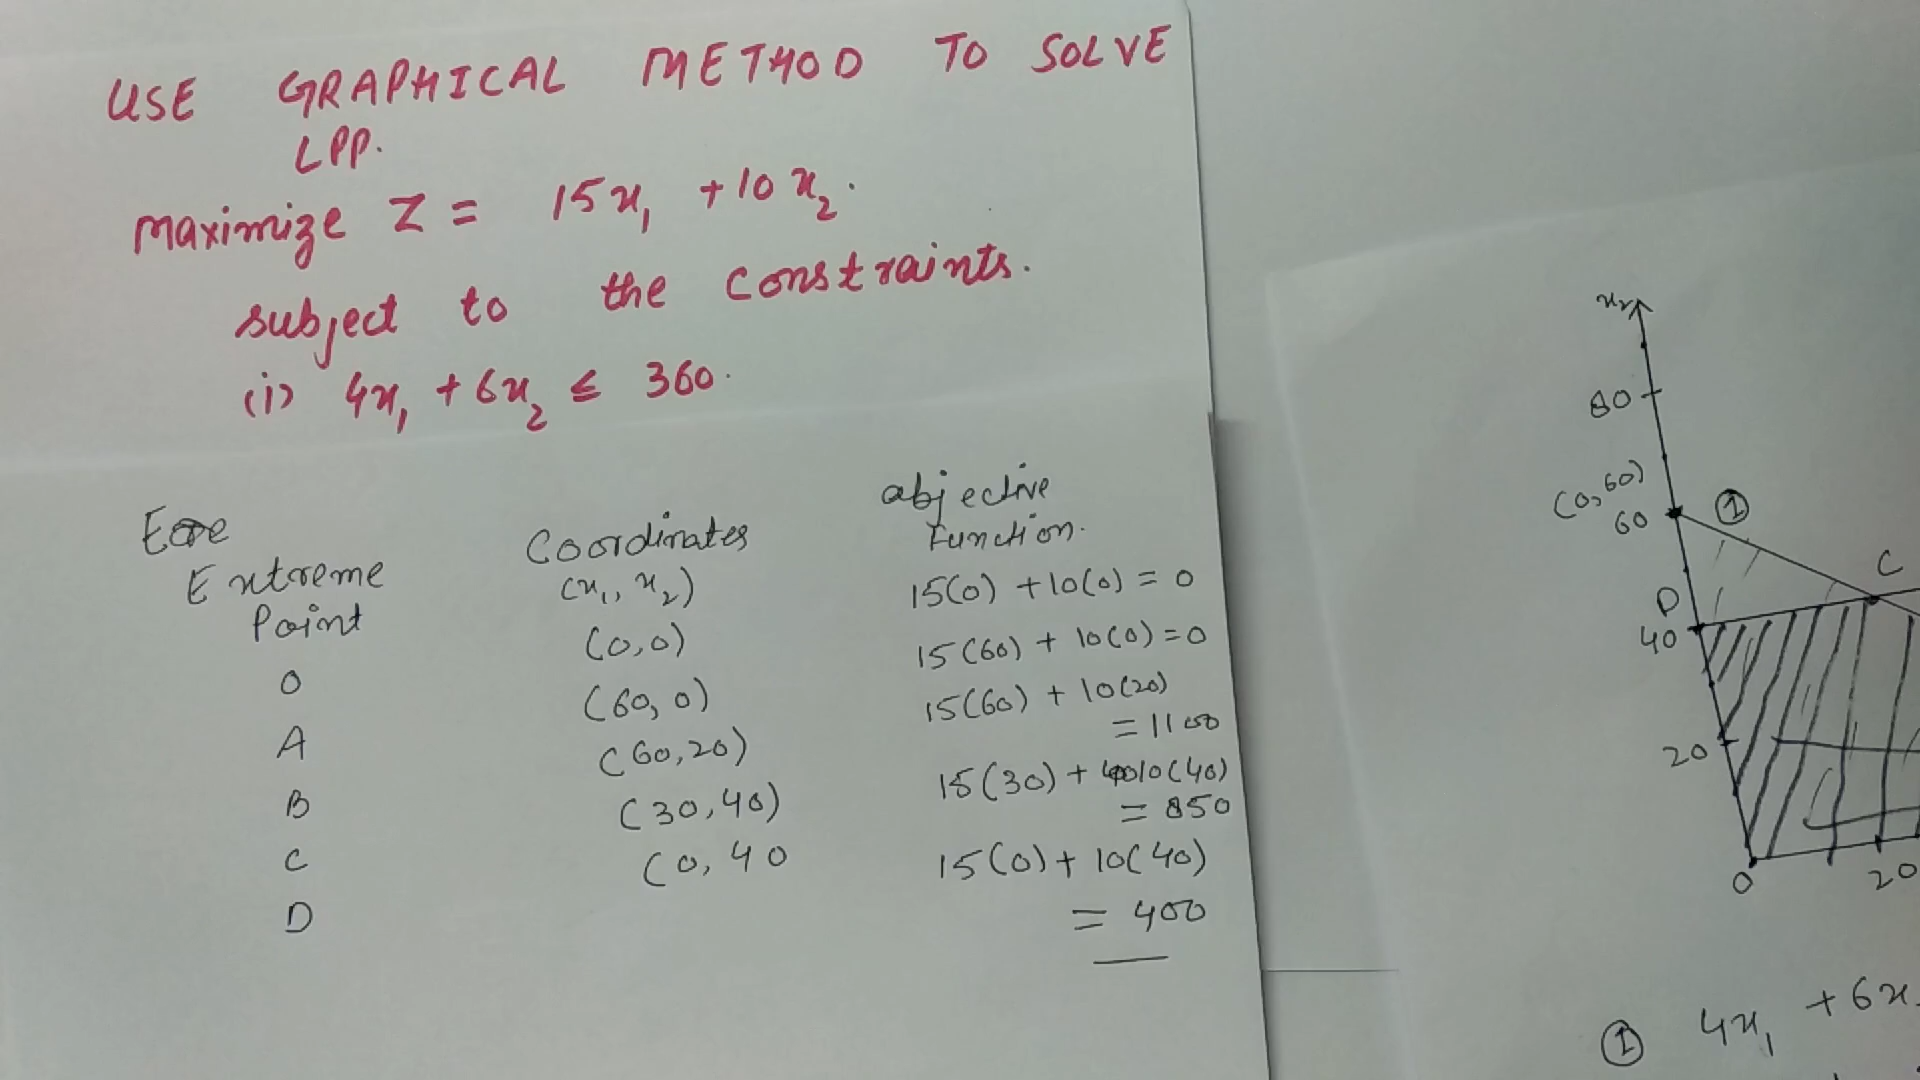 USE GRAPHICAL METHOD TO SOLVE
LPP.
Maximize Z = 15x₁ + 10x₂.
subject to the constraints.
(i) 4x₁ + 6x₂ ≤ 360.
Extreme
Point
O
A
B
C
D
Coordinates
(x₁, x₂)
(0,0)
(60,0)
(60,20)
(30,40)
(0,40
abjective
Function.
15(0) + 10(0) = 0
15(60) + 10(0) = 0
15(60) + 10(20)
= 1100
15(30) + 10(40)
= 850
15(0) + 10(40)
= 400
x₂
80
(0,60)
60
①
C
D
40
20
O
20
① 4x₁ + 6x